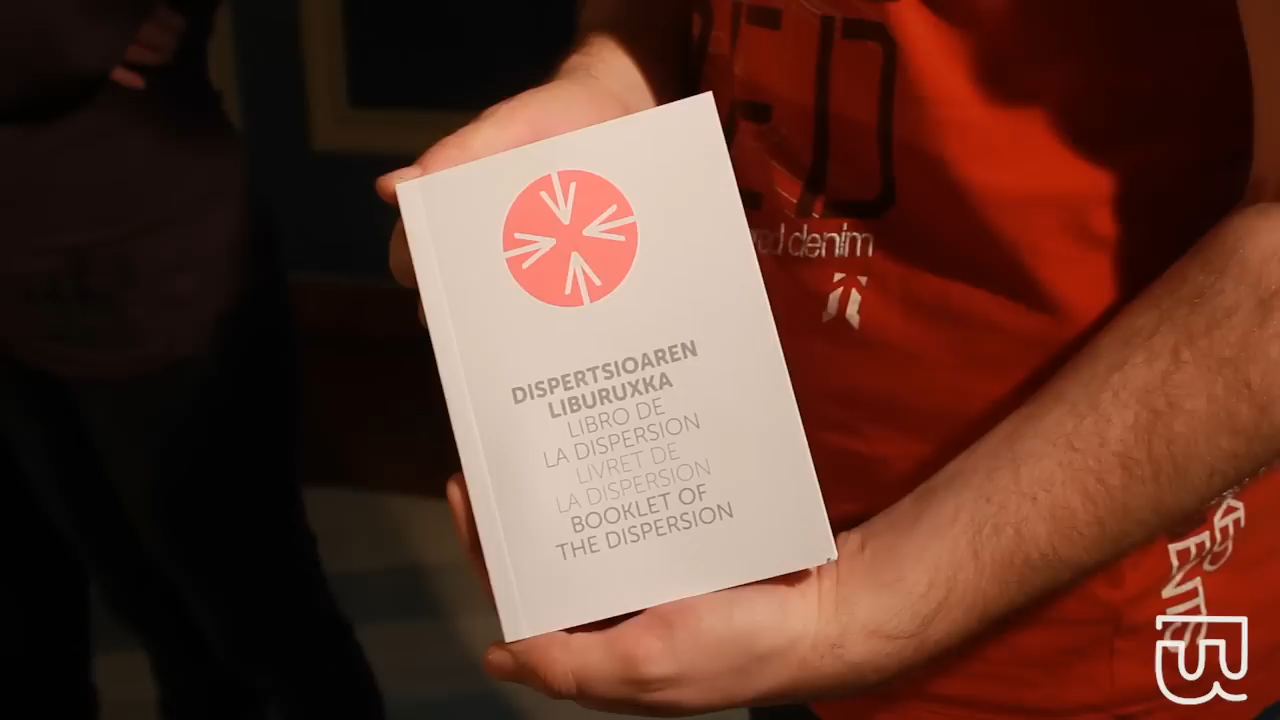 DISPERTSIOAREN
LIBURUXKA
LIBRO DE
LA DISPERSION
LIVRET DE
LA DISPERSION
BOOKLET OF
THE DISPERSION
denim